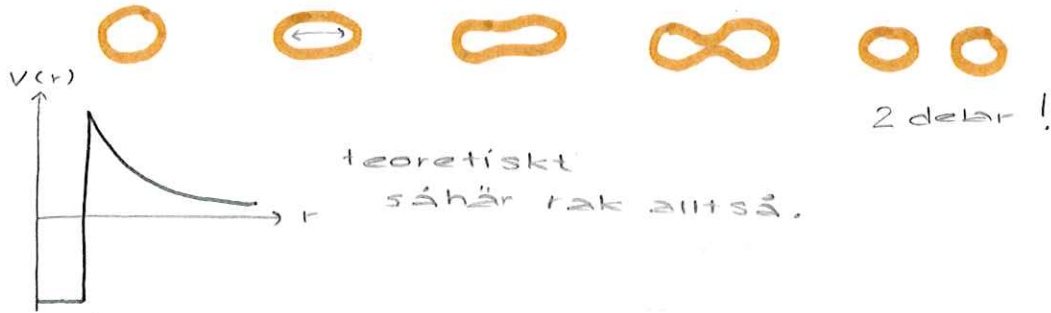 2 delar !
V(r)
teoretiskt
såhär rak alltså.
r